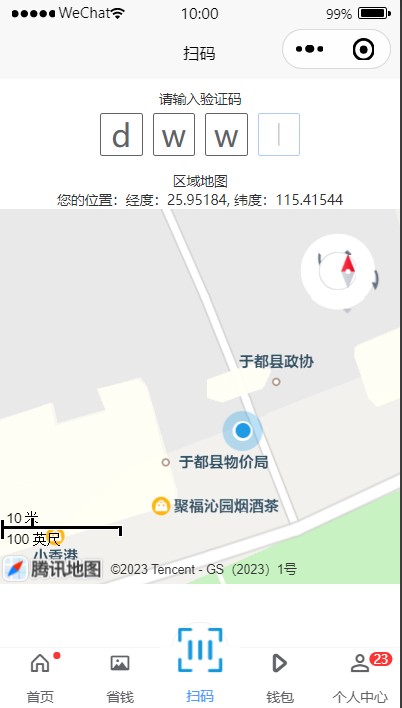 WeChat 10:00 99%
扫码
请输入验证码
d w w
区域地图
您的位置：经度：25.95184, 纬度：115.41544
于都县政协
于都县物价局
聚福沁园烟酒茶
10 米
100 英尺
小香港
腾讯地图 ©2023 Tencent - GS（2023）1号
23
首页 省钱 扫码 钱包 个人中心